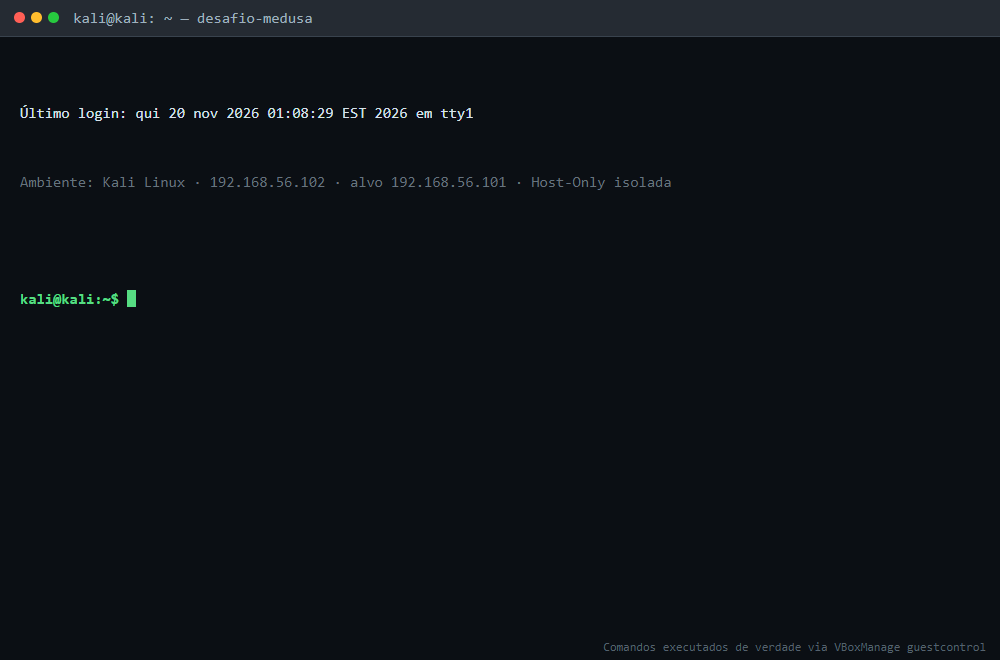 kali@kali: ~ — desafio-medusa
Último login: qui 20 nov 2026 01:08:29 EST 2026 em tty1
Ambiente: Kali Linux · 192.168.56.102 · alvo 192.168.56.101 · Host-Only isolada
kali@kali:~$
Comandos executados de verdade via VBoxManage guestcontrol